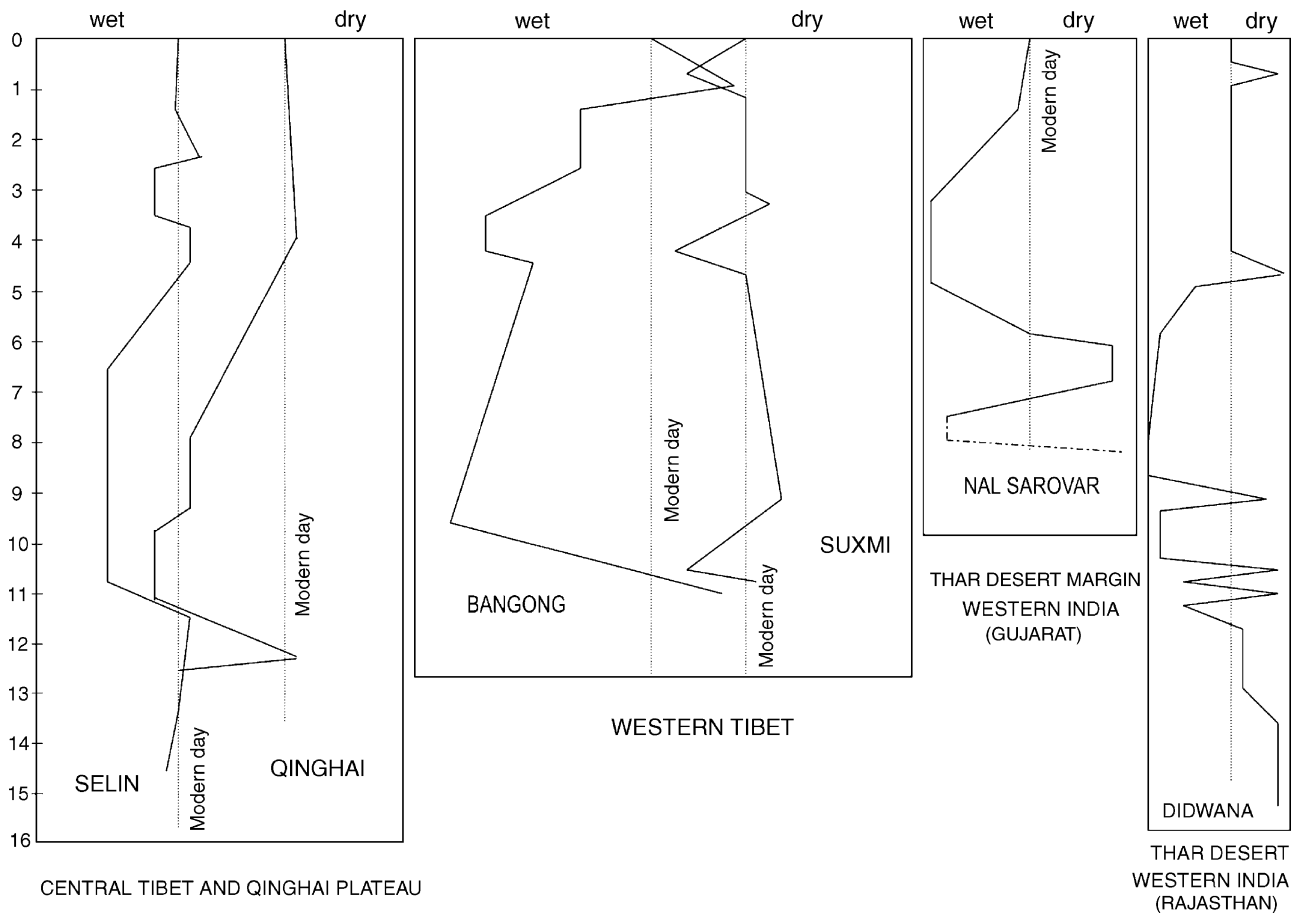 wet dry wet dry wet dry wet dry
0
1
2
3
4
5
6
7
8
9
10
11
12
13
14
15
16
Modern day
SELIN
Modern day
QINGHAI
CENTRAL TIBET AND QINGHAI PLATEAU
Modern day
BANGONG
SUXMI
Modern day
WESTERN TIBET
Modern day
NAL SAROVAR
THAR DESERT MARGIN
WESTERN INDIA
(GUJARAT)
DIDWANA
THAR DESERT
WESTERN INDIA
(RAJASTHAN)